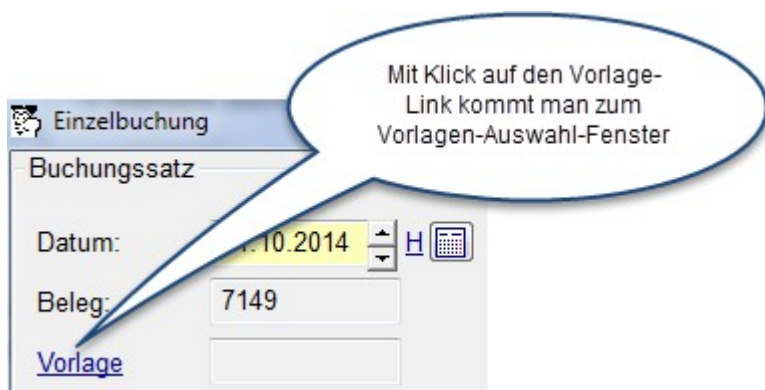 Mit Klick auf den Vorlage-
Link kommt man zum
Vorlagen-Auswahl-Fenster
Einzelbuchung
Buchungssatz
Datum:
.10.2014
H
Beleg:
7149
Vorlage